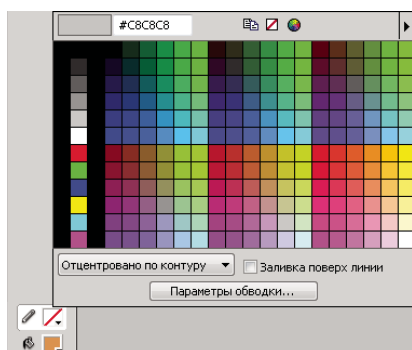 #C8C8C8
Отцентровано по контуру Заливка поверх линии
Параметры обводки...